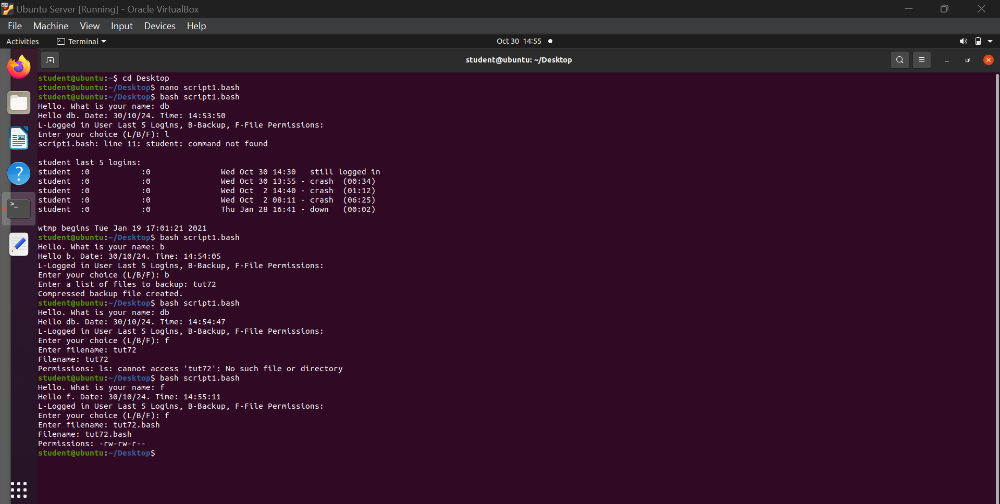 Ubuntu Server [Running] - Oracle VirtualBox
File Machine View Input Devices Help
Activities Terminal Oct 30 14:55
student@ubuntu: ~/Desktop
student@ubuntu:~$ cd Desktop
student@ubuntu:~/Desktop$ nano script1.bash
student@ubuntu:~/Desktop$ bash script1.bash
Hello. What is your name: db
Hello db. Date: 30/10/24. Time: 14:53:50
L-Logged in User Last 5 Logins, B-Backup, F-File Permissions:
Enter your choice (L/B/F): l
script1.bash: line 11: student: command not found

student last 5 logins:
student  :0           :0               Wed Oct 30 14:30   still logged in
student  :0           :0               Wed Oct 30 13:55 - crash  (00:34)
student  :0           :0               Wed Oct  2 14:40 - crash  (01:12)
student  :0           :0               Wed Oct  2 08:11 - crash  (06:25)
student  :0           :0               Thu Jan 28 16:41 - down   (00:02)

wtmp begins Tue Jan 19 17:01:21 2021
student@ubuntu:~/Desktop$ bash script1.bash
Hello. What is your name: b
Hello b. Date: 30/10/24. Time: 14:54:05
L-Logged in User Last 5 Logins, B-Backup, F-File Permissions:
Enter your choice (L/B/F): b
Enter a list of files to backup: tut72
Compressed backup file created.
student@ubuntu:~/Desktop$ bash script1.bash
Hello. What is your name: db
Hello db. Date: 30/10/24. Time: 14:54:47
L-Logged in User Last 5 Logins, B-Backup, F-File Permissions:
Enter your choice (L/B/F): f
Enter filename: tut72
Filename: tut72
Permissions: ls: cannot access 'tut72': No such file or directory
student@ubuntu:~/Desktop$ bash script1.bash
Hello. What is your name: f
Hello f. Date: 30/10/24. Time: 14:55:11
L-Logged in User Last 5 Logins, B-Backup, F-File Permissions:
Enter your choice (L/B/F): f
Enter filename: tut72.bash
Filename: tut72.bash
Permissions: -rw-rw-r--
student@ubuntu:~/Desktop$